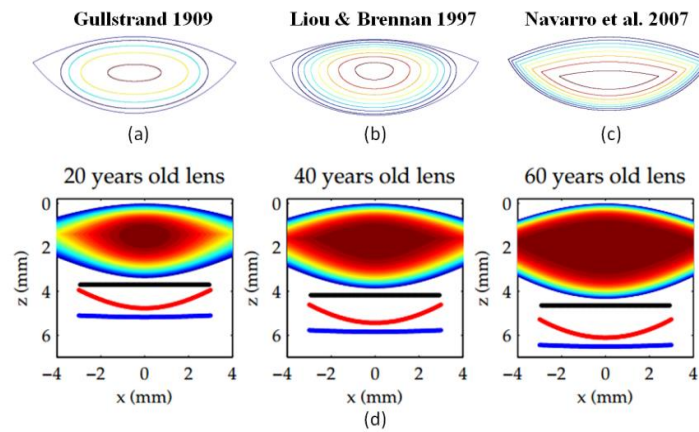 Gullstrand 1909 Liou & Brennan 1997 Navarro et al. 2007
(a) (b) (c)
20 years old lens 40 years old lens 60 years old lens
0
2
4
6
z (mm)
−4 −2 0 2 4
x (mm)
0
2
4
6
z (mm)
−4 −2 0 2 4
x (mm)
0
2
4
6
z (mm)
−4 −2 0 2 4
x (mm)
(d)